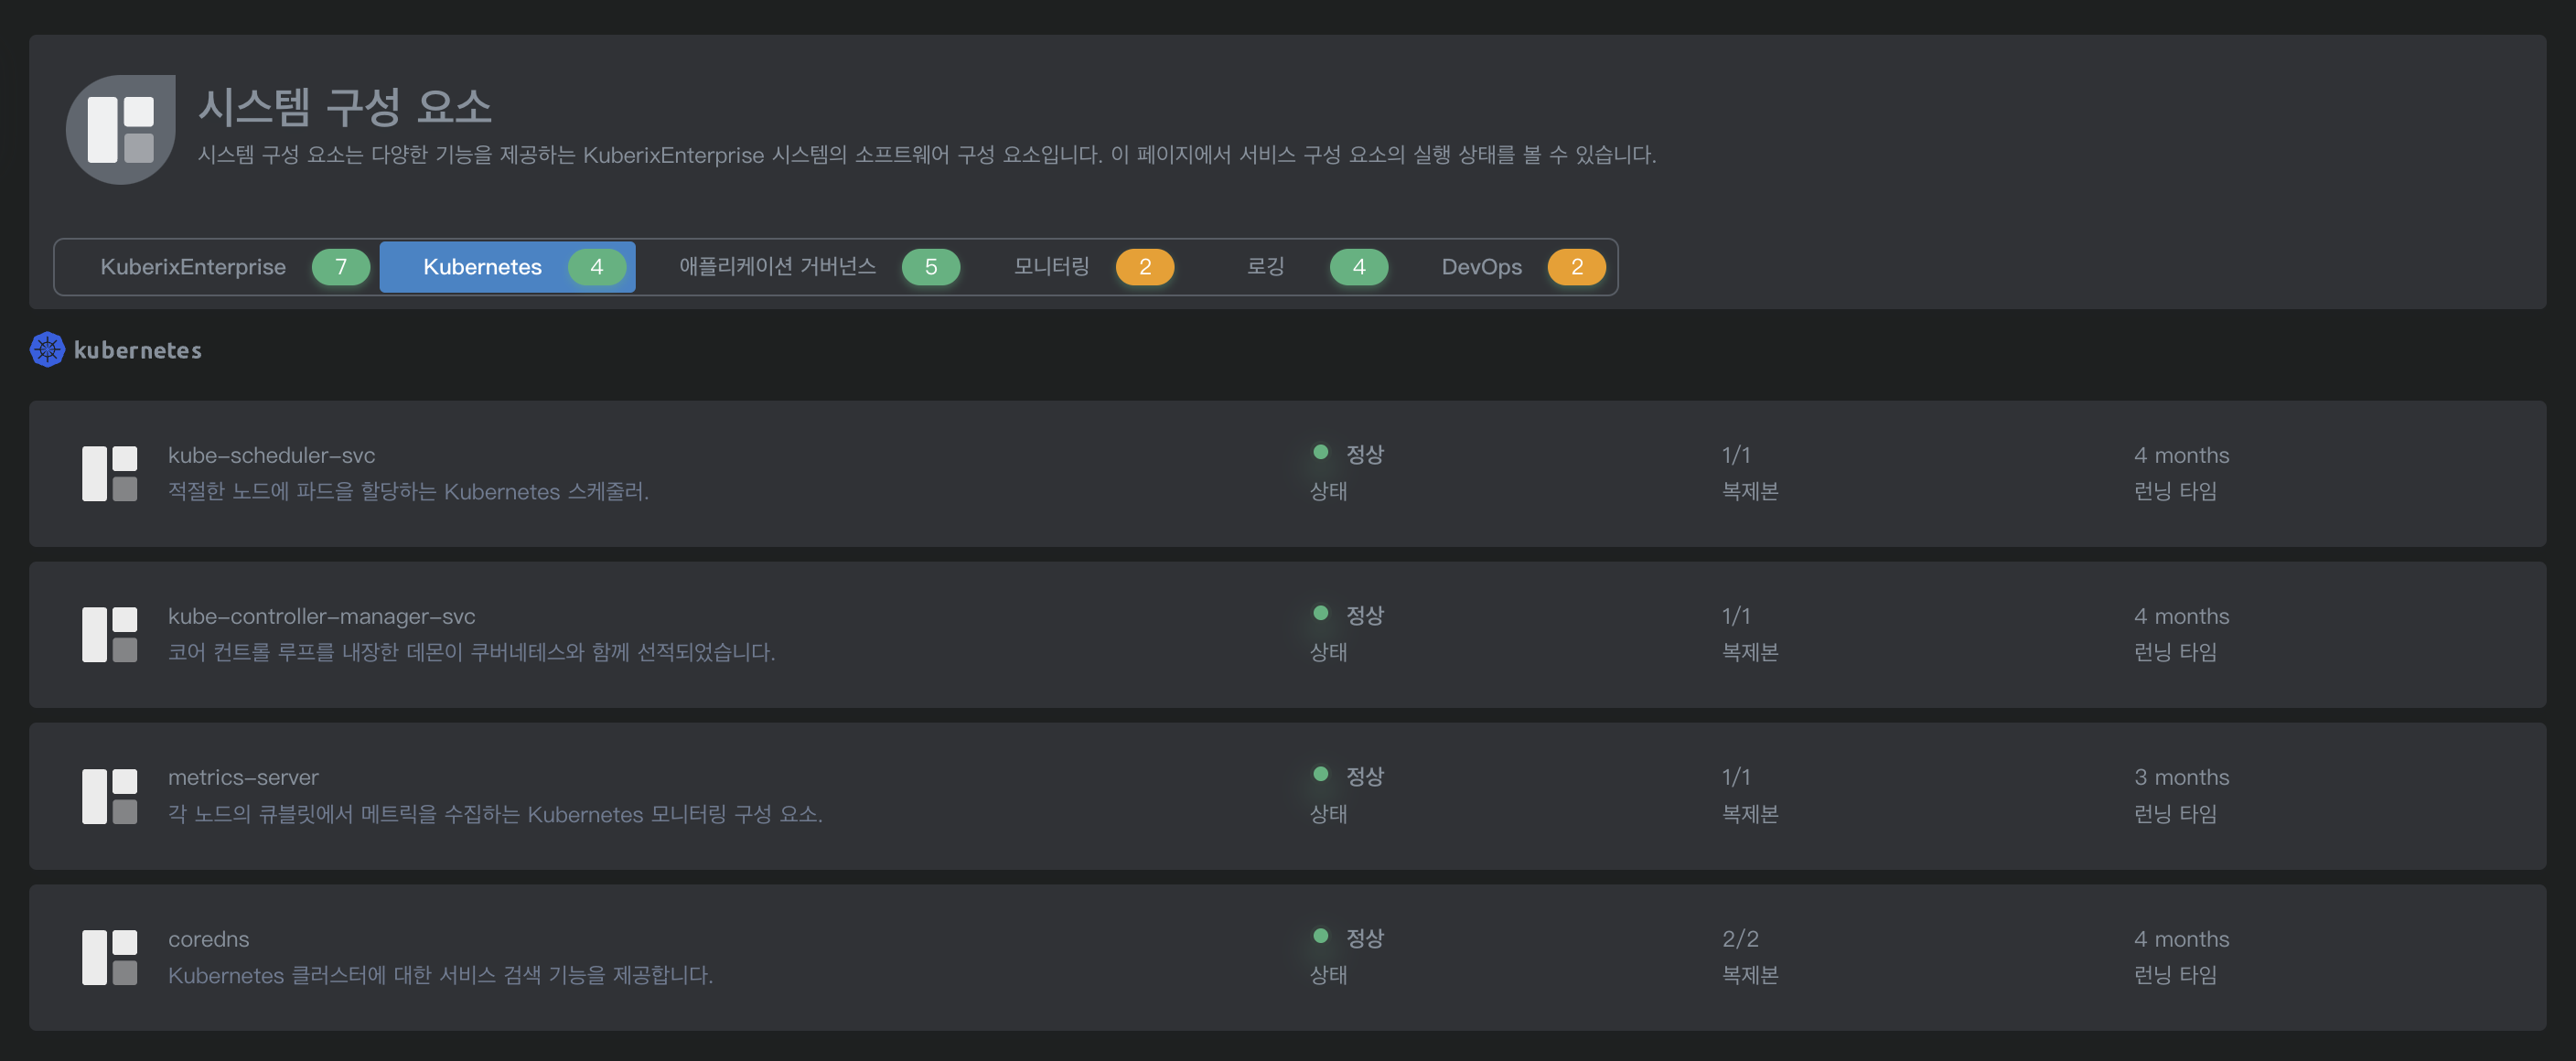 시스템 구성 요소
시스템 구성 요소는 다양한 기능을 제공하는 KuberixEnterprise 시스템의 소프트웨어 구성 요소입니다. 이 페이지에서 서비스 구성 요소의 실행 상태를 볼 수 있습니다.
KuberixEnterprise 7 Kubernetes 4 애플리케이션 거버넌스 5 모니터링 2 로깅 4 DevOps 2
kubernetes
kube-scheduler-svc 정상 1/1 4 months
적절한 노드에 파드을 할당하는 Kubernetes 스케줄러. 상태 복제본 런닝 타임
kube-controller-manager-svc 정상 1/1 4 months
코어 컨트롤 루프를 내장한 데몬이 쿠버네테스와 함께 선적되었습니다. 상태 복제본 런닝 타임
metrics-server 정상 1/1 3 months
각 노드의 큐블릿에서 메트릭을 수집하는 Kubernetes 모니터링 구성 요소. 상태 복제본 런닝 타임
coredns 정상 2/2 4 months
Kubernetes 클러스터에 대한 서비스 검색 기능을 제공합니다. 상태 복제본 런닝 타임